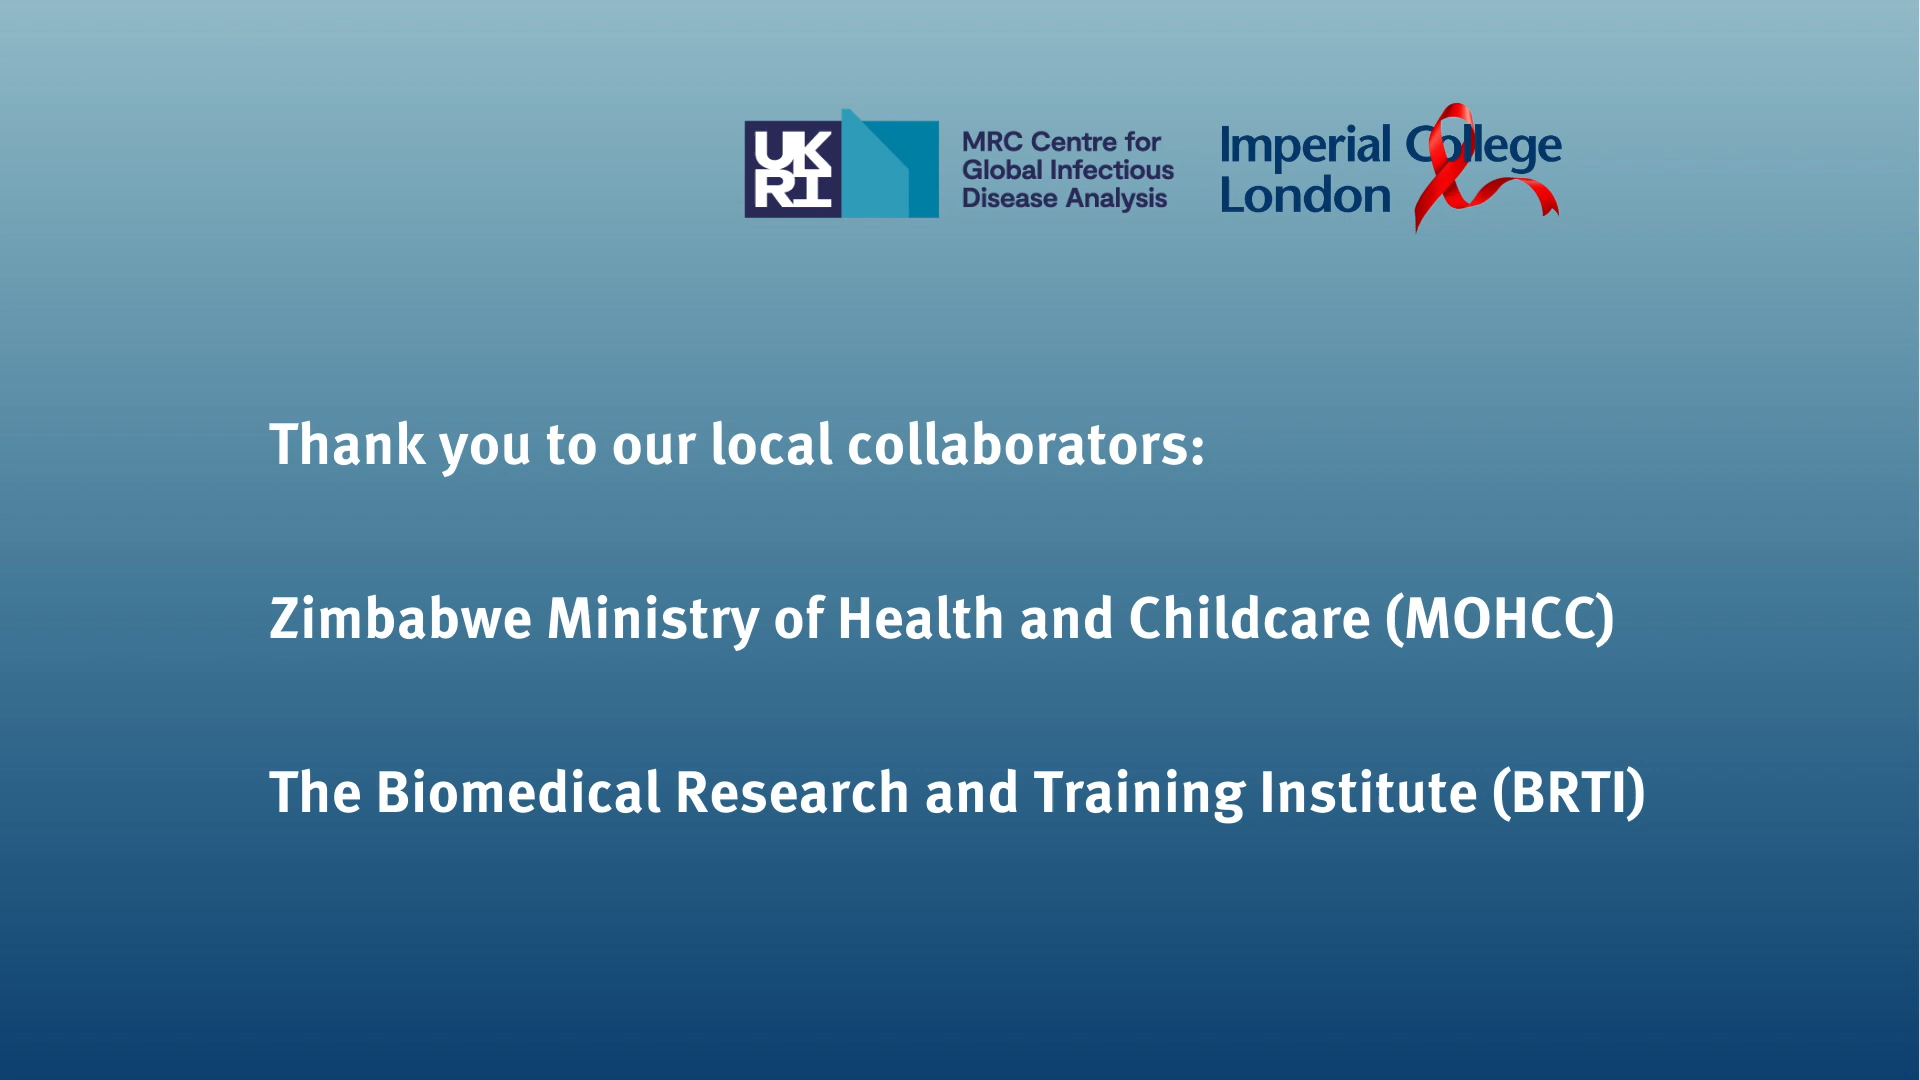 UK
RI
MRC Centre for
Global Infectious
Disease Analysis
Imperial College
London
Thank you to our local collaborators:
Zimbabwe Ministry of Health and Childcare (MOHCC)
The Biomedical Research and Training Institute (BRTI)